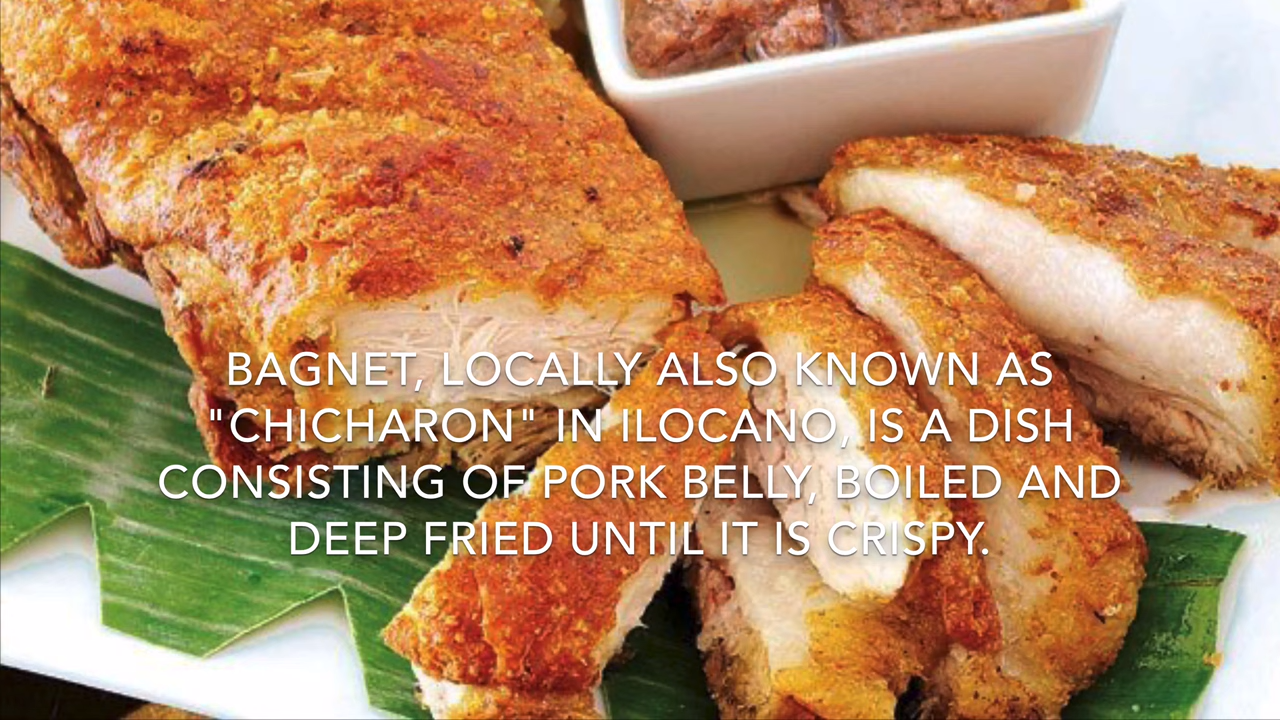 BAGNET, LOCALLY ALSO KNOWN AS
"CHICHARON" IN ILOCANO, IS A DISH
CONSISTING OF PORK BELLY, BOILED AND
DEEP FRIED UNTIL IT IS CRISPY.